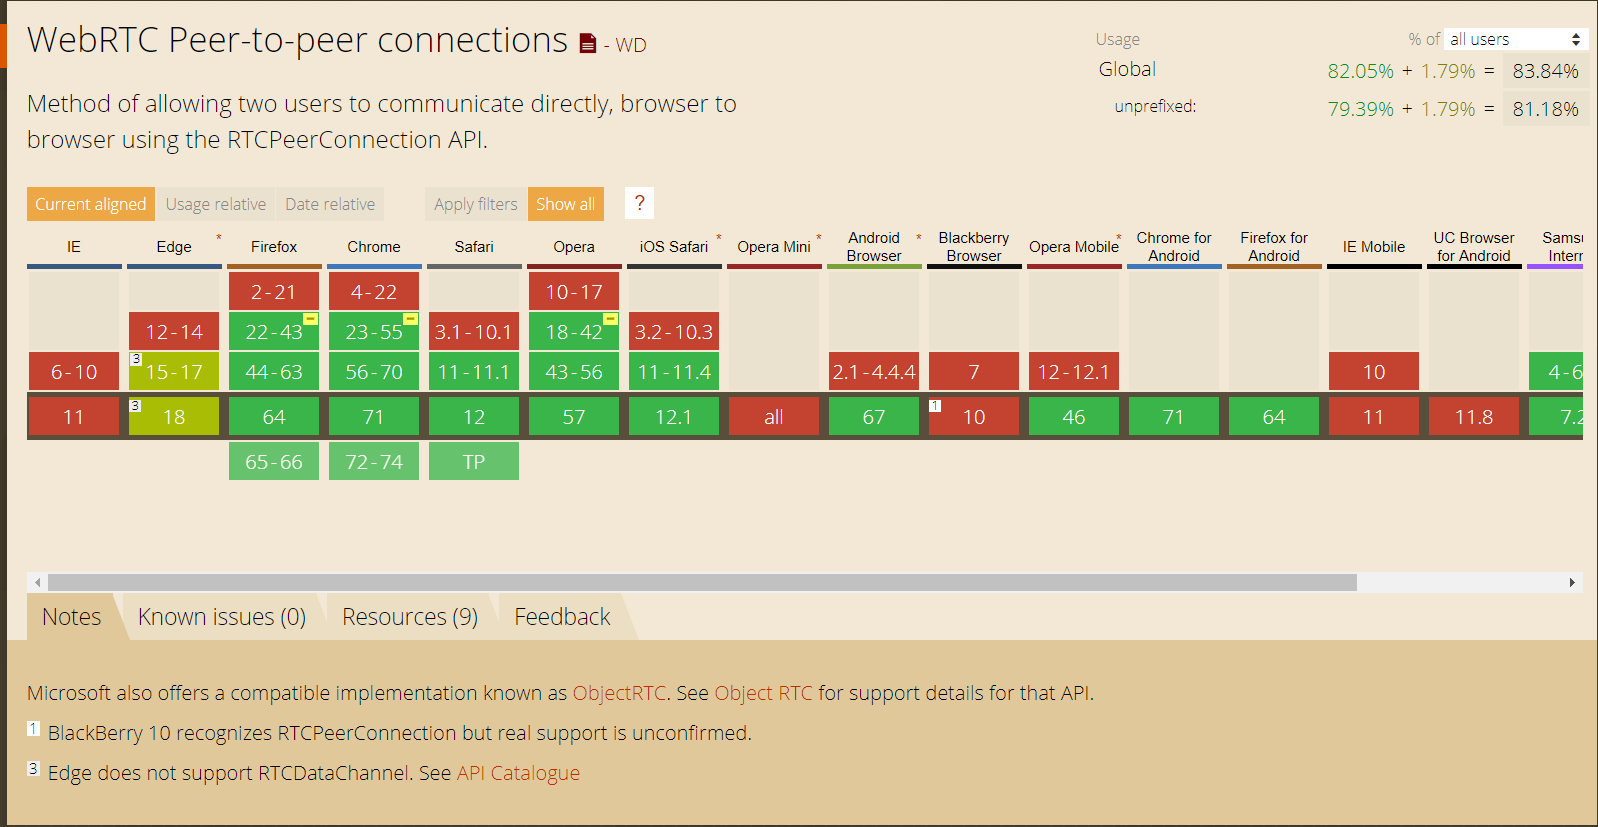 WebRTC Peer-to-peer connections - WD
Usage % of all users
Global 82.05% + 1.79% = 83.84%
unprefixed: 79.39% + 1.79% = 81.18%
Method of allowing two users to communicate directly, browser to
browser using the RTCPeerConnection API.
Current aligned Usage relative Date relative Apply filters Show all ?
IE Edge * Firefox Chrome Safari Opera iOS Safari * Opera Mini * Android Browser * Blackberry Browser Opera Mobile * Chrome for Android Firefox for Android IE Mobile UC Browser for Android Samsu Intern
2-21 4-22 10-17
12-14 22-43 23-55 3.1-10.1 18-42 3.2-10.3
6-10 3 15-17 44-63 56-70 11-11.1 43-56 11-11.4 2.1-4.4.4 7 12-12.1 10 4-6
11 3 18 64 71 12 57 12.1 all 67 1 10 46 71 64 11 11.8 7.2
65-66 72-74 TP
Notes Known issues (0) Resources (9) Feedback
Microsoft also offers a compatible implementation known as ObjectRTC. See Object RTC for support details for that API.
1 BlackBerry 10 recognizes RTCPeerConnection but real support is unconfirmed.
3 Edge does not support RTCDataChannel. See API Catalogue